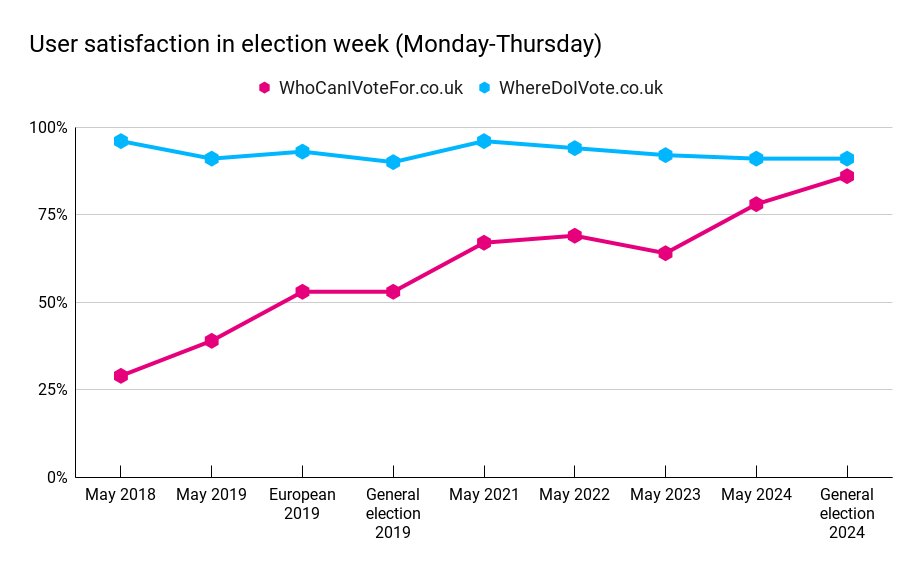 User satisfaction in election week (Monday-Thursday)
WhoCanIVoteFor.co.uk WhereDoIVote.co.uk
100%
75%
50%
25%
0%
May 2018 May 2019 European 2019 General election 2019 May 2021 May 2022 May 2023 May 2024 General election 2024